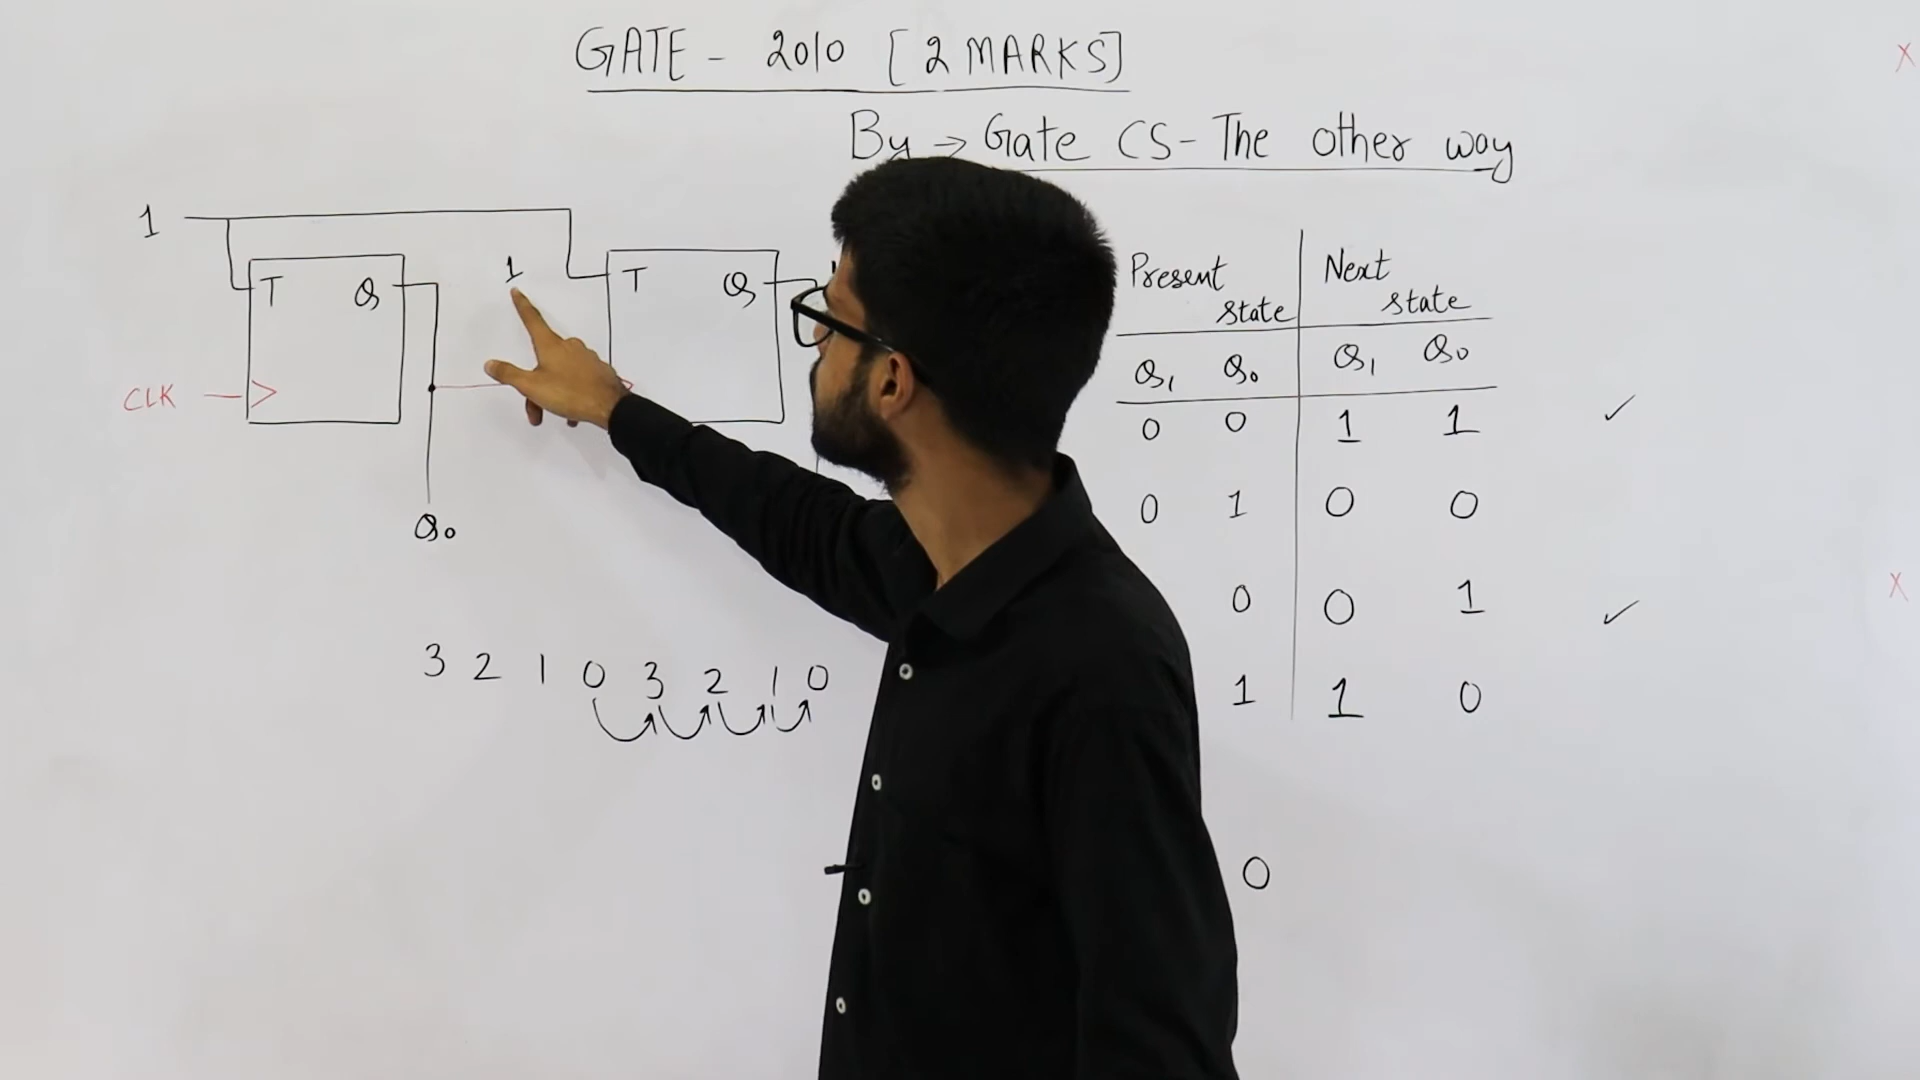 GATE - 2010 [2 MARKS]
By → Gate CS - The other way
1
T Q
1
T Q
CLK
Q0
3 2 1 0 3 2 1 0
Present state Next state
Q1 Q0 Q1 Q0
0 0 1 1 ✓
0 1 0 0
0 0 1 ✓
1 1 0
0
X
X